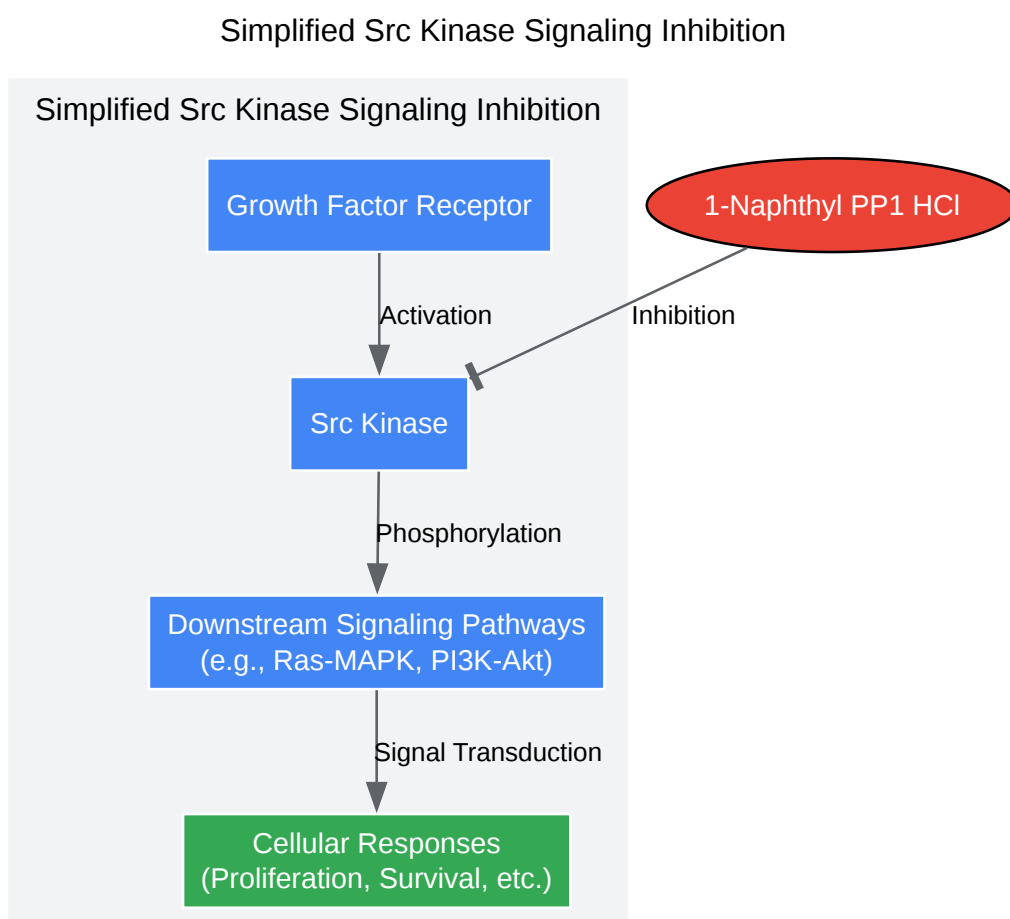 Simplified Src Kinase Signaling Inhibition
Simplified Src Kinase Signaling Inhibition
Growth Factor Receptor
1-Naphthyl PP1 HCl
Activation
Inhibition
Src Kinase
Phosphorylation
Downstream Signaling Pathways
(e.g., Ras-MAPK, PI3K-Akt)
Signal Transduction
Cellular Responses
(Proliferation, Survival, etc.)